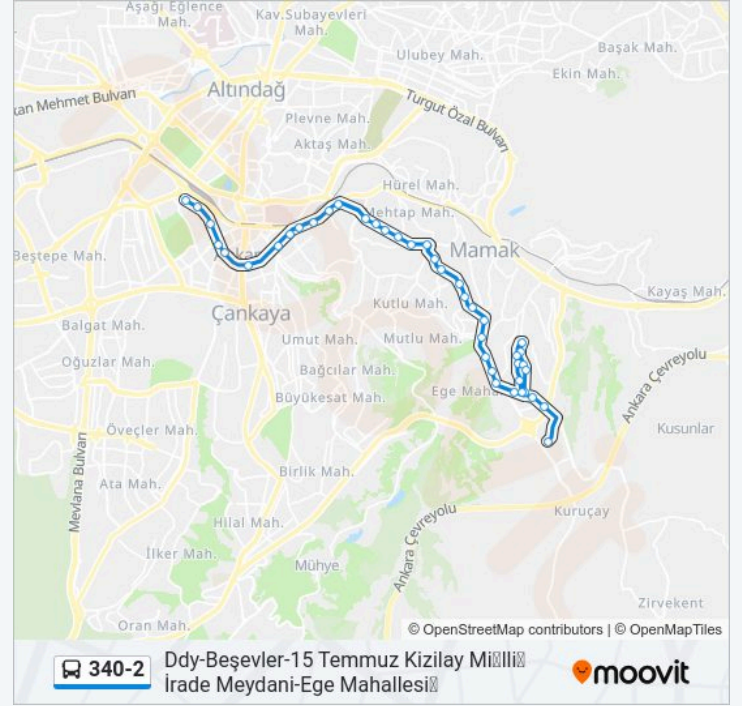 Aşağı Eğlence
Mah.
Kav.Subayevleri
Mah.
Ulubey Mah.
Başak Mah.
Ekin Mah.
Altındağ
kan Mehmet Bulvarı
Turgut Özal Bulvarı
Plevne Mah.
Aktaş Mah.
Hürel Mah.
Mehtap Mah.
Mamak
Beştepe Mah.
Kayaş Mah.
Kutlu Mah.
Çankaya
Balgat Mah.
Umut Mah.
Mutlu Mah.
Oğuzlar Mah.
Bağcılar Mah.
Büyükesat Mah.
Ege Mah
Ankara Çevreyolu
Öveçler Mah.
Kusunlar
Mevlana Bulvarı
Birlik Mah.
Ata Mah.
Hilal Mah.
Ankara Çevreyolu
Kuruçay
İlker Mah.
Mühye
Zirvekent
Oran Mah.
© OpenStreetMap contributors | © OpenMapTiles
340-2
Ddy-Beşevler-15 Temmuz Kizilay Mi▯lli▯
İrade Meydani-Ege Mahallesi▯
moovit